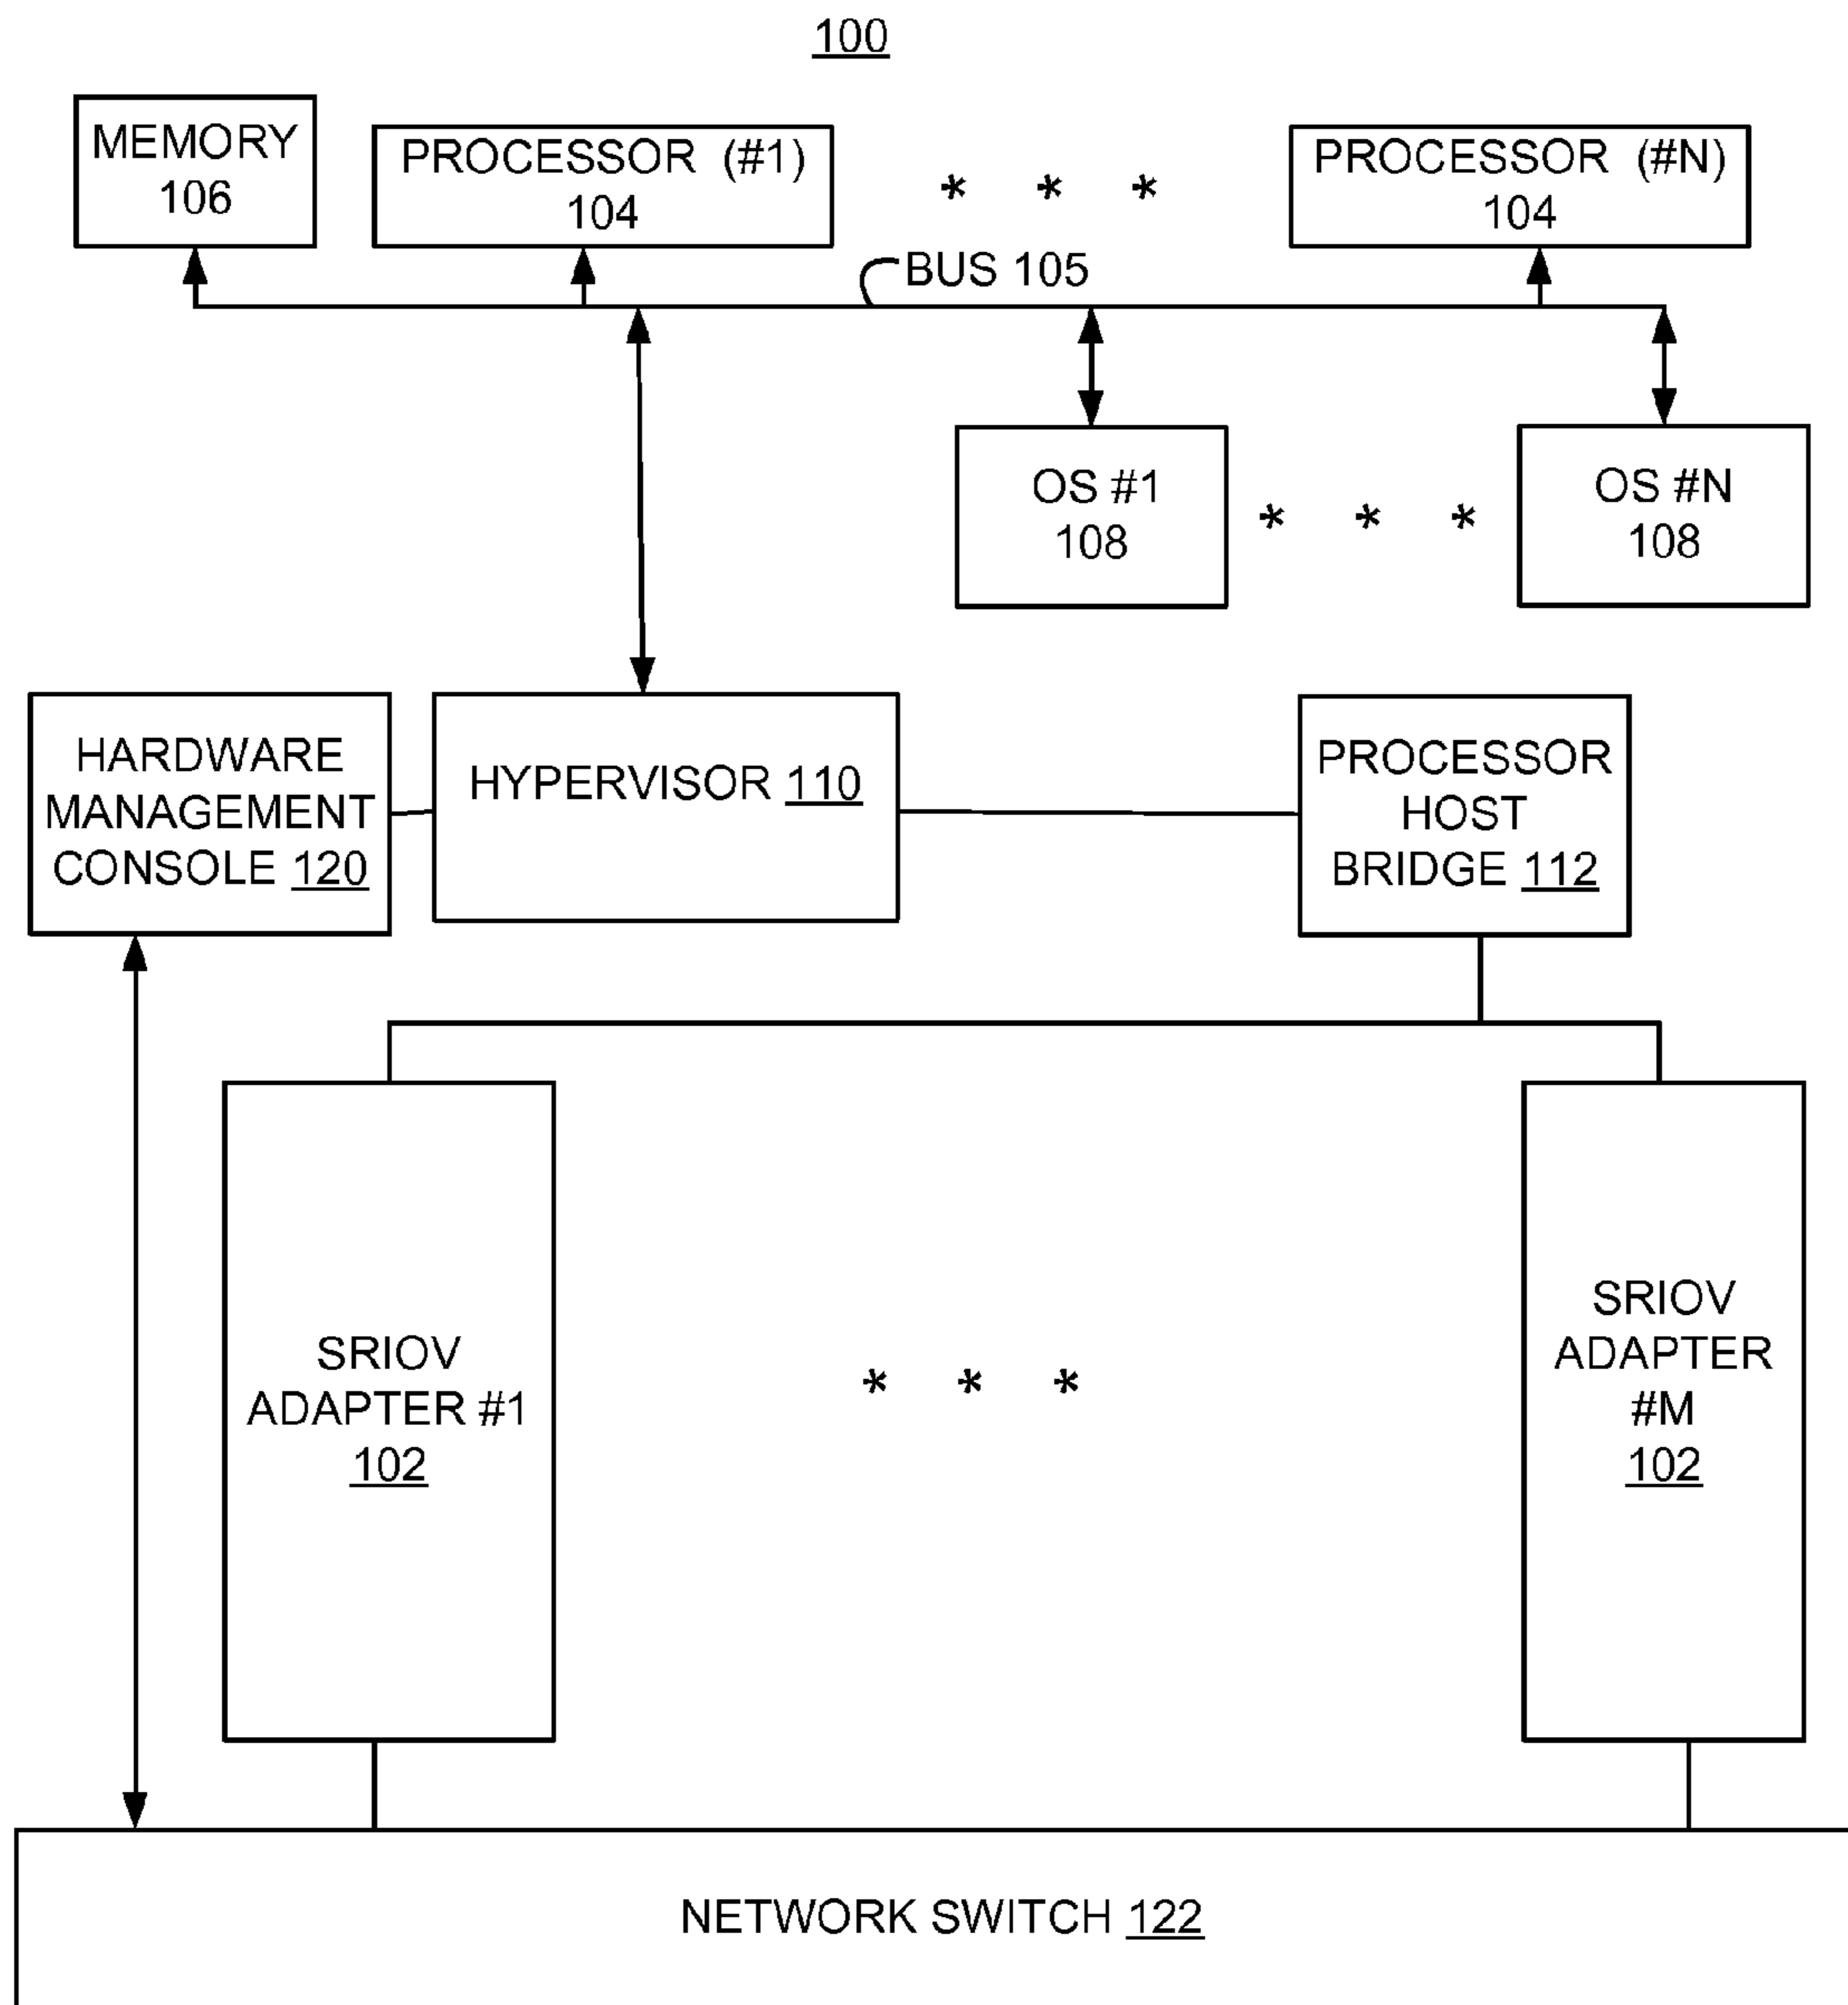 100
MEMORY
106
PROCESSOR (#1)
104
* * *
PROCESSOR (#N)
104
BUS 105
OS #1
108
* * *
OS #N
108
HARDWARE
MANAGEMENT
CONSOLE 120
HYPERVISOR 110
PROCESSOR
HOST
BRIDGE 112
SRIOV
ADAPTER #1
102
* * *
SRIOV
ADAPTER
#M
102
NETWORK SWITCH 122